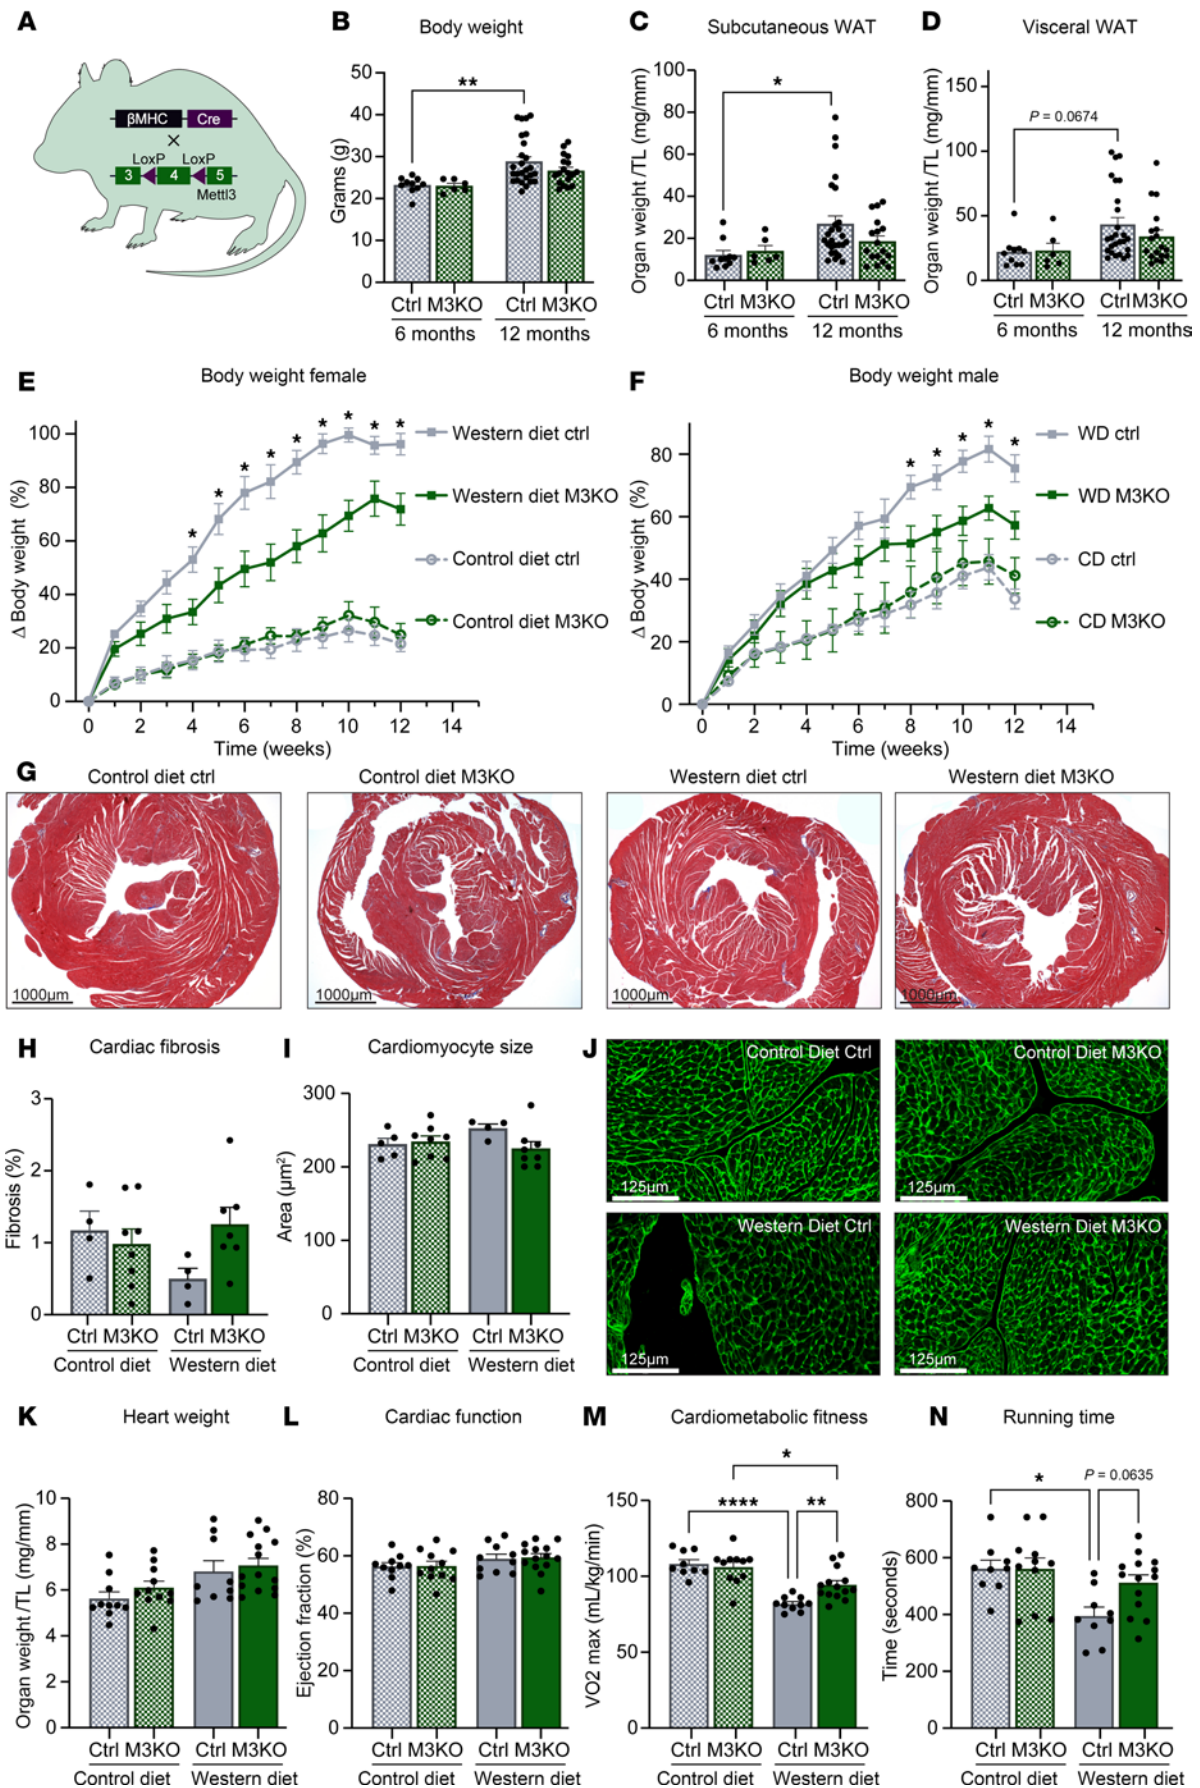 A
βMHC
Cre
×
LoxP
LoxP
3
4
5
Mettl3
B
Body weight
**
Grams (g)
50
40
30
20
10
0
Ctrl M3KO
Ctrl M3KO
6 months
12 months
C
Subcutaneous WAT
*
Organ weight /TL (mg/mm)
100
80
60
40
20
0
Ctrl M3KO
Ctrl M3KO
6 months
12 months
D
Visceral WAT
P = 0.0674
Organ weight /TL (mg/mm)
150
100
50
0
Ctrl M3KO
Ctrl M3KO
6 months
12 months
E
Body weight female
Δ Body weight (%)
100
80
60
40
20
0
* * * * * * * * *
0 2 4 6 8 10 12 14
Time (weeks)
Western diet ctrl
Western diet M3KO
Control diet ctrl
Control diet M3KO
F
Body weight male
Δ Body weight (%)
80
60
40
20
0
* * * * *
0 2 4 6 8 10 12 14
Time (weeks)
WD ctrl
WD M3KO
CD ctrl
CD M3KO
G
Control diet ctrl
Control diet M3KO
Western diet ctrl
Western diet M3KO
1000µm
1000µm
1000µm
1000µm
H
Cardiac fibrosis
Fibrosis (%)
3
2
1
0
Ctrl M3KO
Ctrl M3KO
Control diet
Western diet
I
Cardiomyocyte size
Area (µm²)
300
200
100
0
Ctrl M3KO
Ctrl M3KO
Control diet
Western diet
J
Control Diet Ctrl
125µm
Control Diet M3KO
125µm
Western Diet Ctrl
125µm
Western Diet M3KO
125µm
K
Heart weight
Organ weight /TL (mg/mm)
10
8
6
4
2
0
Ctrl M3KO
Ctrl M3KO
Control diet
Western diet
L
Cardiac function
Ejection fraction (%)
80
60
40
20
0
Ctrl M3KO
Ctrl M3KO
Control diet
Western diet
M
Cardiometabolic fitness
*
****
**
VO2 max (mL/kg/min)
150
100
50
0
Ctrl M3KO
Ctrl M3KO
Control diet
Western diet
N
Running time
*
P = 0.0635
Time (seconds)
800
600
400
200
0
Ctrl M3KO
Ctrl M3KO
Control diet
Western diet